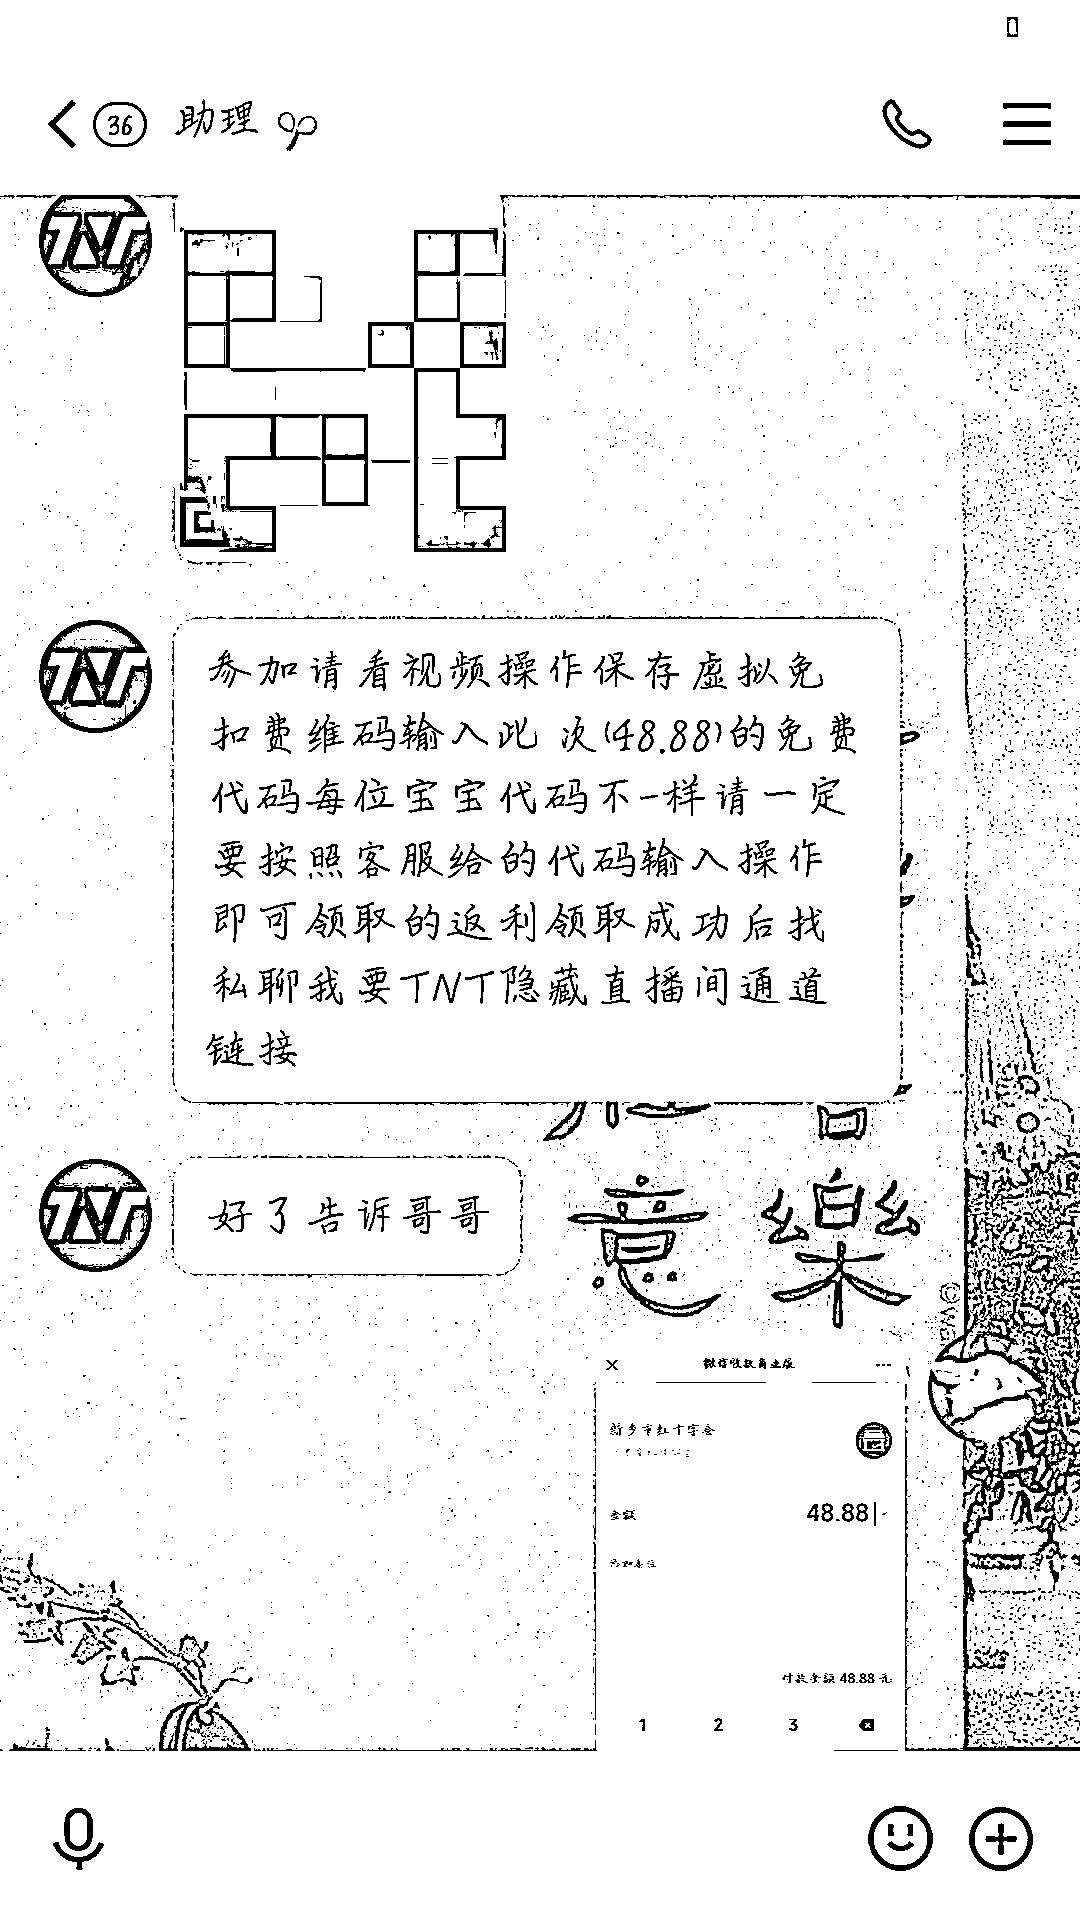 36 助理
TNT
TNT
参加请看视频操作保存虚拟免
扣费维码输入此 次(48.88)的免费
代码每位宝宝代码不-样请一定
要按照客服给的代码输入操作
即可领取的返利领取成功后找
私聊我要TNT隐藏直播间通道
链接
TNT
好了告诉哥哥
意 樂
微信收款商业版
新乡市红十字会
金额 48.88
添加备注
付款金额 48.88 元
1 2 3